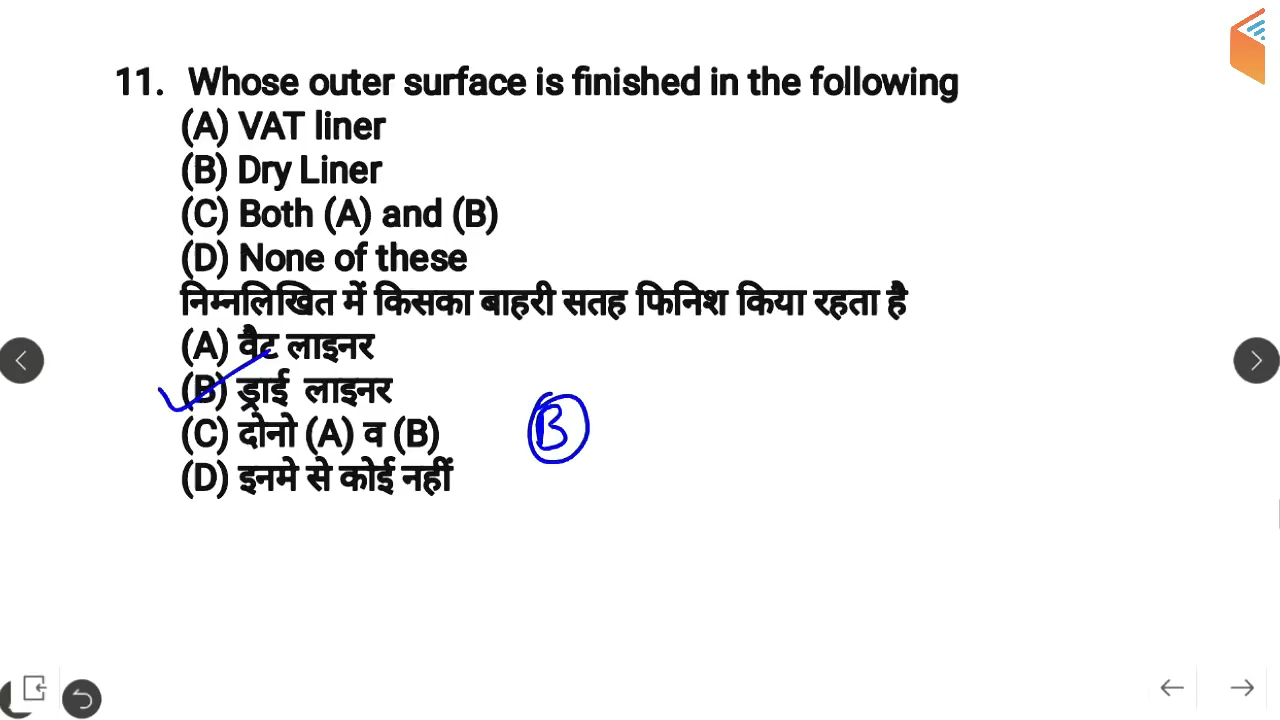 11. Whose outer surface is finished in the following
(A) VAT liner
(B) Dry Liner
(C) Both (A) and (B)
(D) None of these
निम्नलिखित में किसका बाहरी सतह फिनिश किया रहता है
(A) वैट लाइनर
(B) ड्राई लाइनर
(C) दोनो (A) व (B)
B
(D) इनमे से कोई नहीं